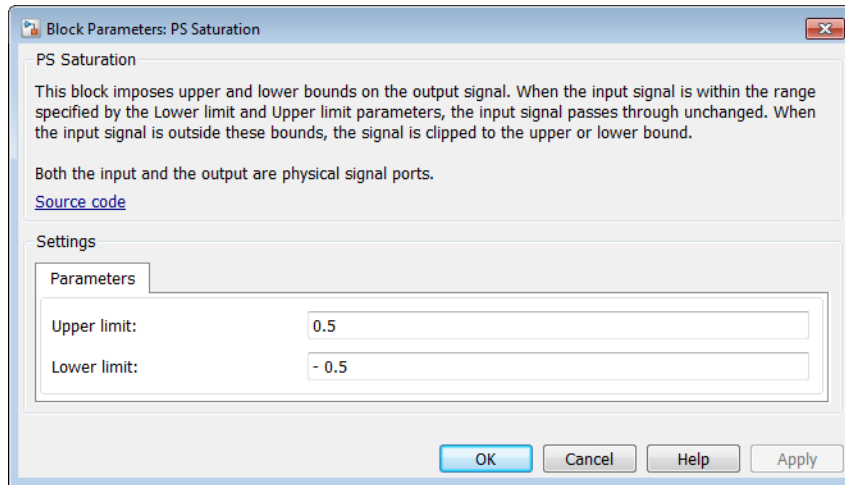 Block Parameters: PS Saturation
PS Saturation
This block imposes upper and lower bounds on the output signal. When the input signal is within the range
specified by the Lower limit and Upper limit parameters, the input signal passes through unchanged. When
the input signal is outside these bounds, the signal is clipped to the upper or lower bound.
Both the input and the output are physical signal ports.
Source code
Settings
Parameters
Upper limit: 0.5
Lower limit: - 0.5
OK Cancel Help Apply